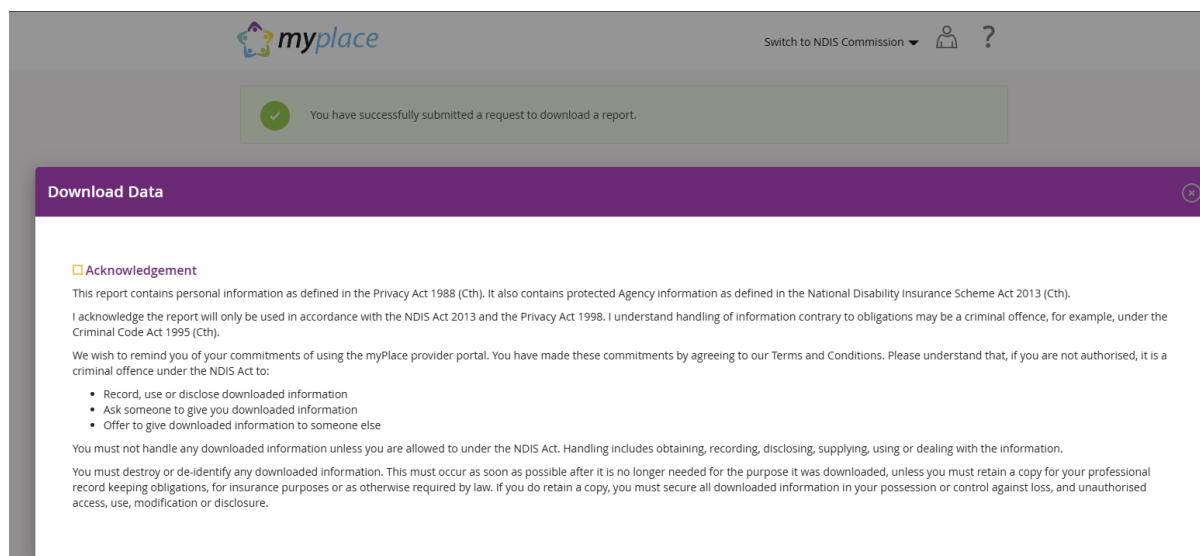 myplace
Switch to NDIS Commission
?
You have successfully submitted a request to download a report.
Download Data
Acknowledgement
This report contains personal information as defined in the Privacy Act 1988 (Cth). It also contains protected Agency information as defined in the National Disability Insurance Scheme Act 2013 (Cth).
I acknowledge the report will only be used in accordance with the NDIS Act 2013 and the Privacy Act 1998. I understand handling of information contrary to obligations may be a criminal offence, for example, under the
Criminal Code Act 1995 (Cth).
We wish to remind you of your commitments of using the myPlace provider portal. You have made these commitments by agreeing to our Terms and Conditions. Please understand that, if you are not authorised, it is a
criminal offence under the NDIS Act to:
• Record, use or disclose downloaded information
• Ask someone to give you downloaded information
• Offer to give downloaded information to someone else
You must not handle any downloaded information unless you are allowed to under the NDIS Act. Handling includes obtaining, recording, disclosing, supplying, using or dealing with the information.
You must destroy or de-identify any downloaded information. This must occur as soon as possible after it is no longer needed for the purpose it was downloaded, unless you must retain a copy for your professional
record keeping obligations, for insurance purposes or as otherwise required by law. If you do retain a copy, you must secure all downloaded information in your possession or control against loss, and unauthorised
access, use, modification or disclosure.